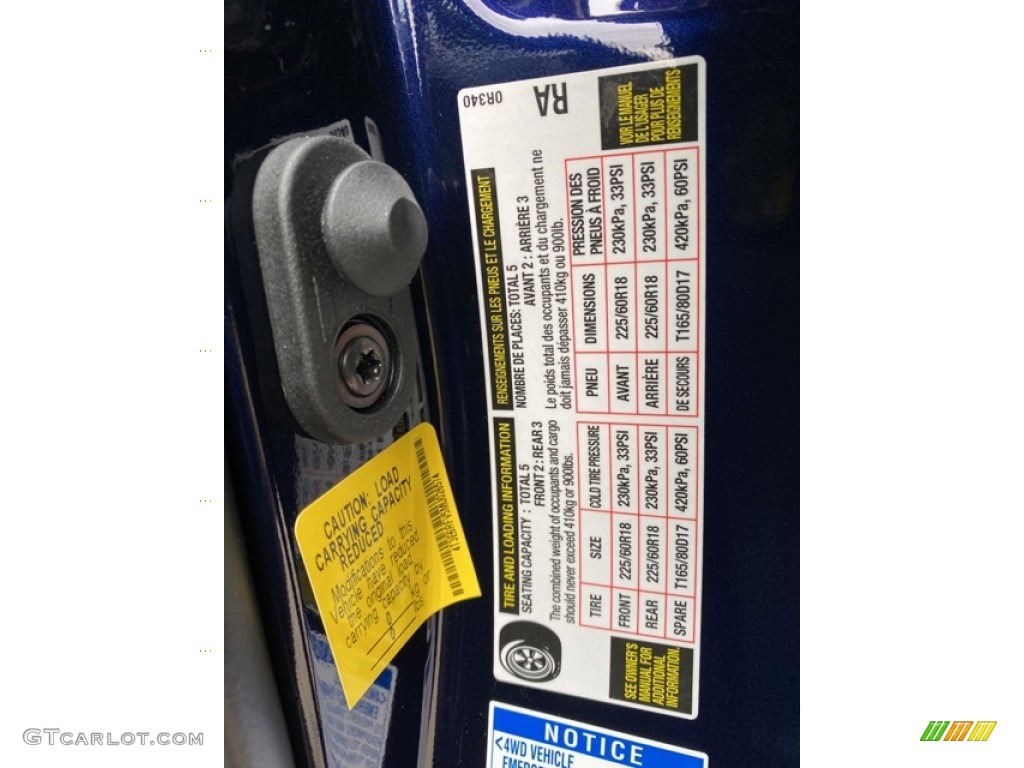 0R340
RA
TIRE AND LOADING INFORMATION
SEATING CAPACITY : TOTAL 5
FRONT 2 : REAR 3
The combined weight of occupants and cargo
should never exceed 410kg or 900lbs.
TIRE SIZE COLD TIRE PRESSURE
FRONT 225/60R18 230kPa, 33PSI
REAR 225/60R18 230kPa, 33PSI
SPARE T165/80D17 420kPa, 60PSI
SEE OWNER'S
MANUAL FOR
ADDITIONAL
INFORMATION.
RENSEIGNEMENTS SUR LES PNEUS ET LE CHARGEMENT
NOMBRE DE PLACES: TOTAL 5
AVANT 2 : ARRIÈRE 3
Le poids total des occupants et du chargement ne
doit jamais dépasser 410kg ou 900lb.
PNEU DIMENSIONS PRESSION DES
PNEUS À FROID
AVANT 225/60R18 230kPa, 33PSI
ARRIÈRE 225/60R18 230kPa, 33PSI
DE SECOURS T165/80D17 420kPa, 60PSI
VOIR LE MANUEL
DE L'USAGER
POUR PLUS DE
RENSEIGNEMENTS
CAUTION: LOAD
CARRYING CAPACITY
REDUCED
Modifications to this
Vehicle have reduced
the original load
carrying capacity by
0 kg or
0 lbs.
NOTICE
<4WD VEHICLE
GTCARLOT.COM